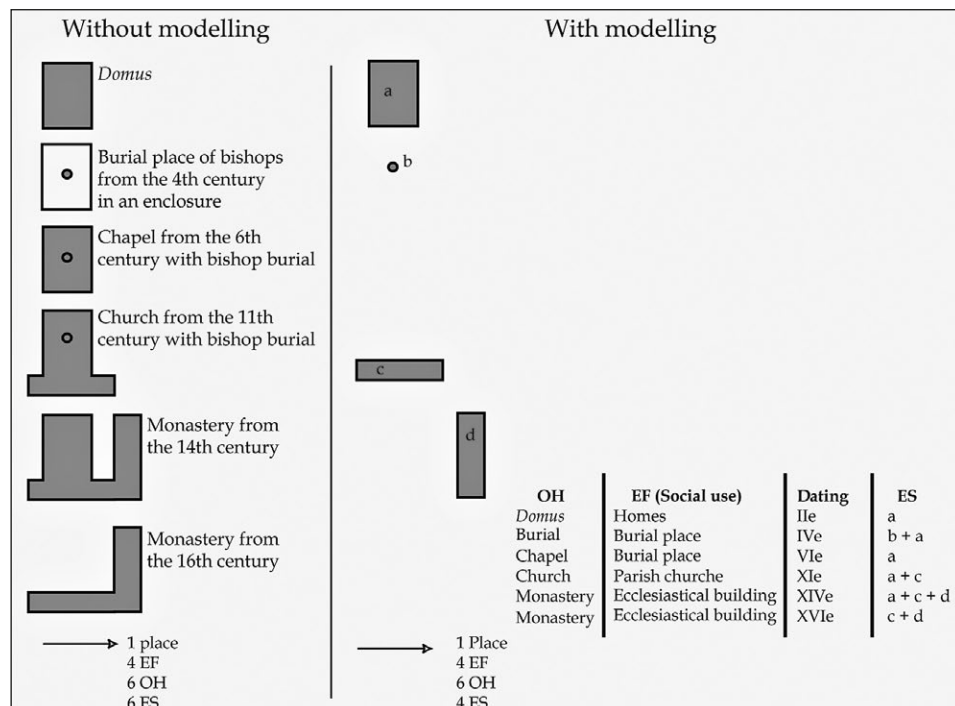 Without modelling
Domus
Burial place of bishops
from the 4th century
in an enclosure
Chapel from the 6th
century with bishop burial
Church from the 11th
century with bishop burial
Monastery from
the 14th century
Monastery from
the 16th century
1 place
4 EF
6 OH
6 ES
With modelling
a
b
c
d
OH EF (Social use) Dating ES
Domus Homes IIe a
Burial Burial place IVe b + a
Chapel Burial place VIe a
Church Parish churche XIe a + c
Monastery Ecclesiastical building XIVe a + c + d
Monastery Ecclesiastical building XVIe c + d
1 Place
4 EF
6 OH
4 ES